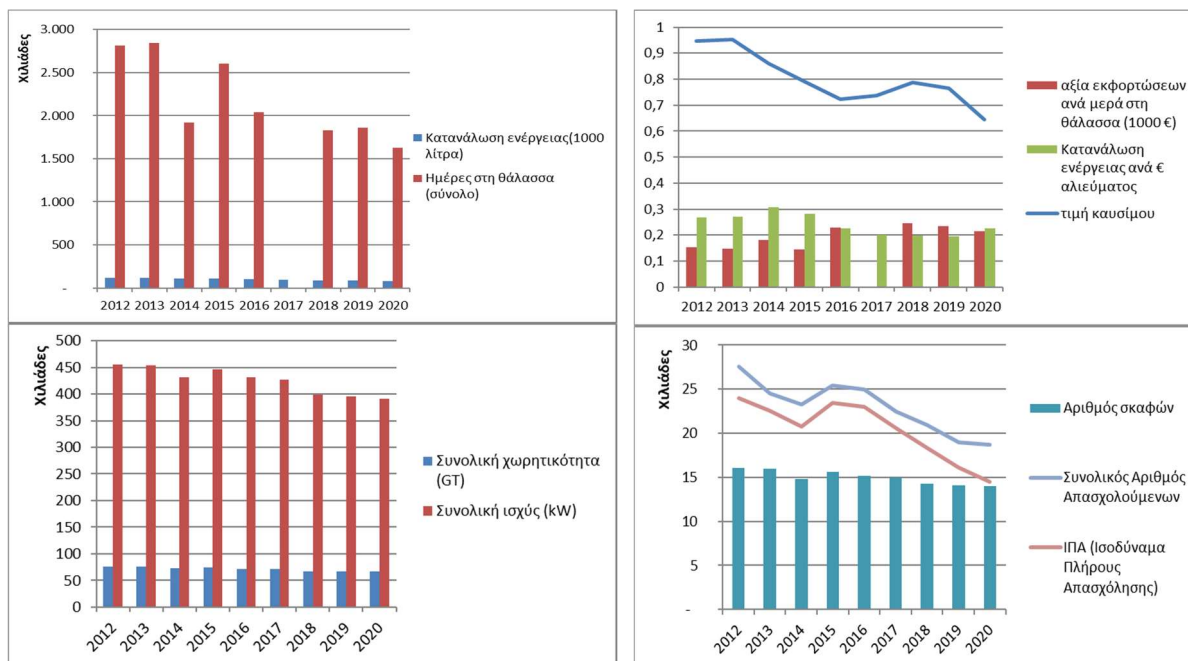 Χιλιάδες
3.000
2.500
2.000
1.500
1.000
500
-
2012 2013 2014 2015 2016 2017 2018 2019 2020
Κατανάλωση ενέργειας(1000
λίτρα)
Ημέρες στη θάλασσα
(σύνολο)
1
0,9
0,8
0,7
0,6
0,5
0,4
0,3
0,2
0,1
0
2012 2013 2014 2015 2016 2017 2018 2019 2020
αξία εκφορτώσεων
ανά μερά στη
θάλασσα (1000 €)
Κατανάλωση
ενέργειας ανά €
αλιεύματος
τιμή καυσίμου
Χιλιάδες
500
450
400
350
300
250
200
150
100
50
0
2012 2013 2014 2015 2016 2017 2018 2019 2020
Συνολική χωρητικότητα
(GT)
Συνολική ισχύς (kW)
Χιλιάδες
30
25
20
15
10
5
-
2012 2013 2014 2015 2016 2017 2018 2019 2020
Αριθμός σκαφών
Συνολικός Αριθμός
Απασχολούμενων
ΙΠΑ (Ισοδύναμα
Πλήρους
Απασχόλησης)